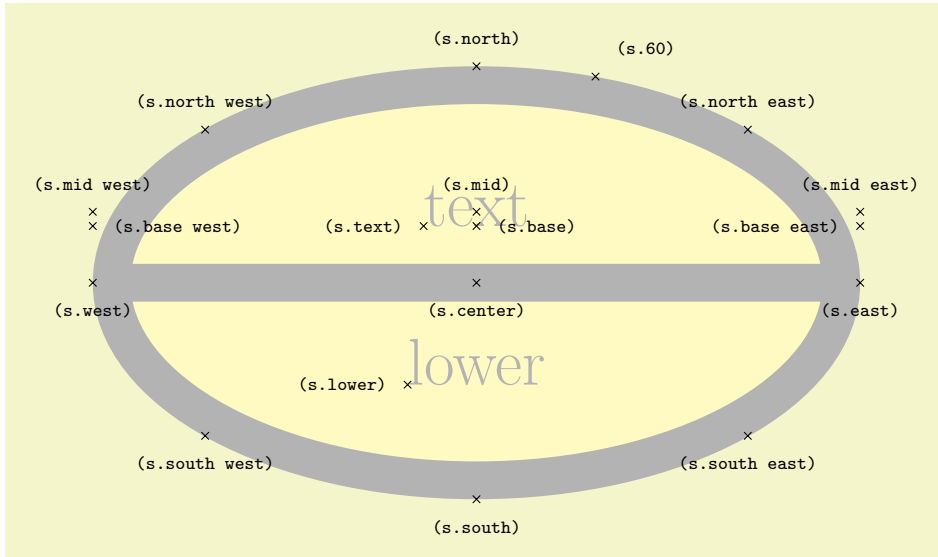 (s.north)
(s.60)
(s.north west)
(s.north east)
(s.mid west)
(s.mid)
(s.mid east)
text
(s.base west)
(s.text)
(s.base)
(s.base east)
(s.west)
(s.center)
(s.east)
lower
(s.lower)
(s.south west)
(s.south east)
(s.south)